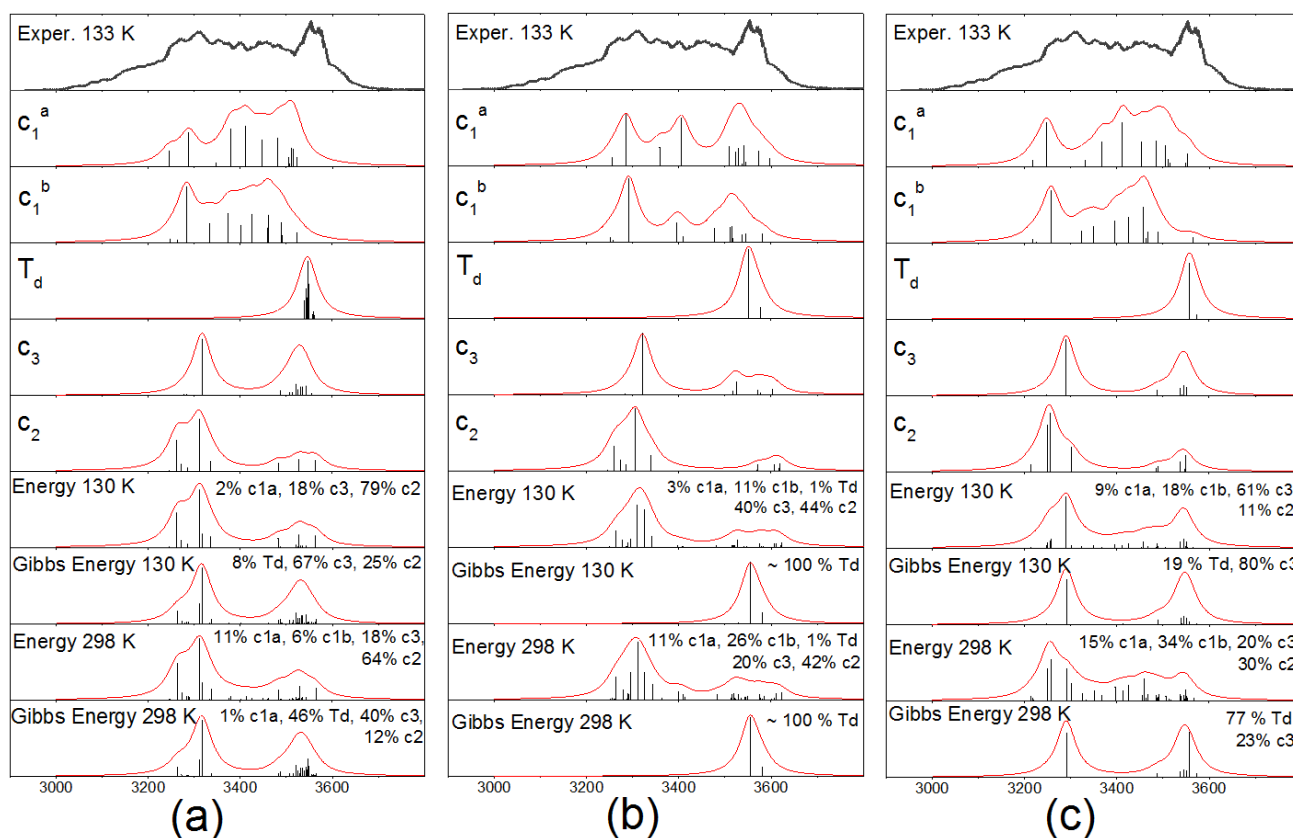 Exper. 133 K
c1a
c1b
Td
c3
c2
Energy 130 K
2% c1a, 18% c3, 79% c2
Gibbs Energy 130 K
8% Td, 67% c3, 25% c2
Energy 298 K
11% c1a, 6% c1b, 18% c3,
64% c2
Gibbs Energy 298 K
1% c1a, 46% Td, 40% c3,
12% c2
3000 3200 3400 3600
(a)
Exper. 133 K
c1a
c1b
Td
c3
c2
Energy 130 K
3% c1a, 11% c1b, 1% Td
40% c3, 44% c2
Gibbs Energy 130 K
~ 100 % Td
Energy 298 K
11% c1a, 26% c1b, 1% Td
20% c3, 42% c2
Gibbs Energy 298 K
~ 100 % Td
3000 3200 3400 3600
(b)
Exper. 133 K
c1a
c1b
Td
c3
c2
Energy 130 K
9% c1a, 18% c1b, 61% c3
11% c2
Gibbs Energy 130 K
19 % Td, 80% c3
Energy 298 K
15% c1a, 34% c1b, 20% c3
30% c2
Gibbs Energy 298 K
77 % Td
23% c3
3000 3200 3400 3600
(c)